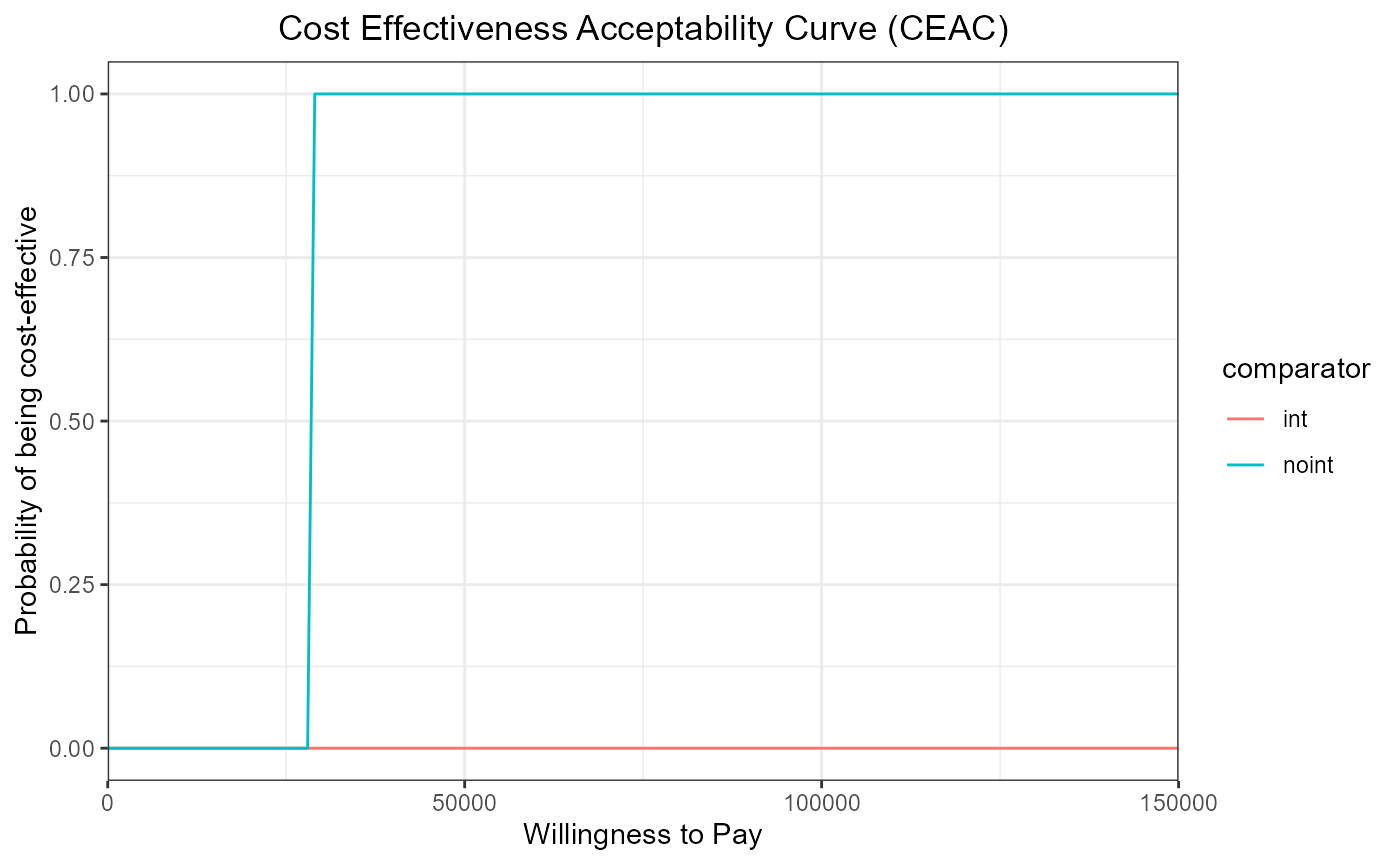 Cost Effectiveness Acceptability Curve (CEAC)
Probability of being cost-effective
1.00
0.75
0.50
0.25
0.00
0
50000
100000
150000
Willingness to Pay
comparator
int
noint